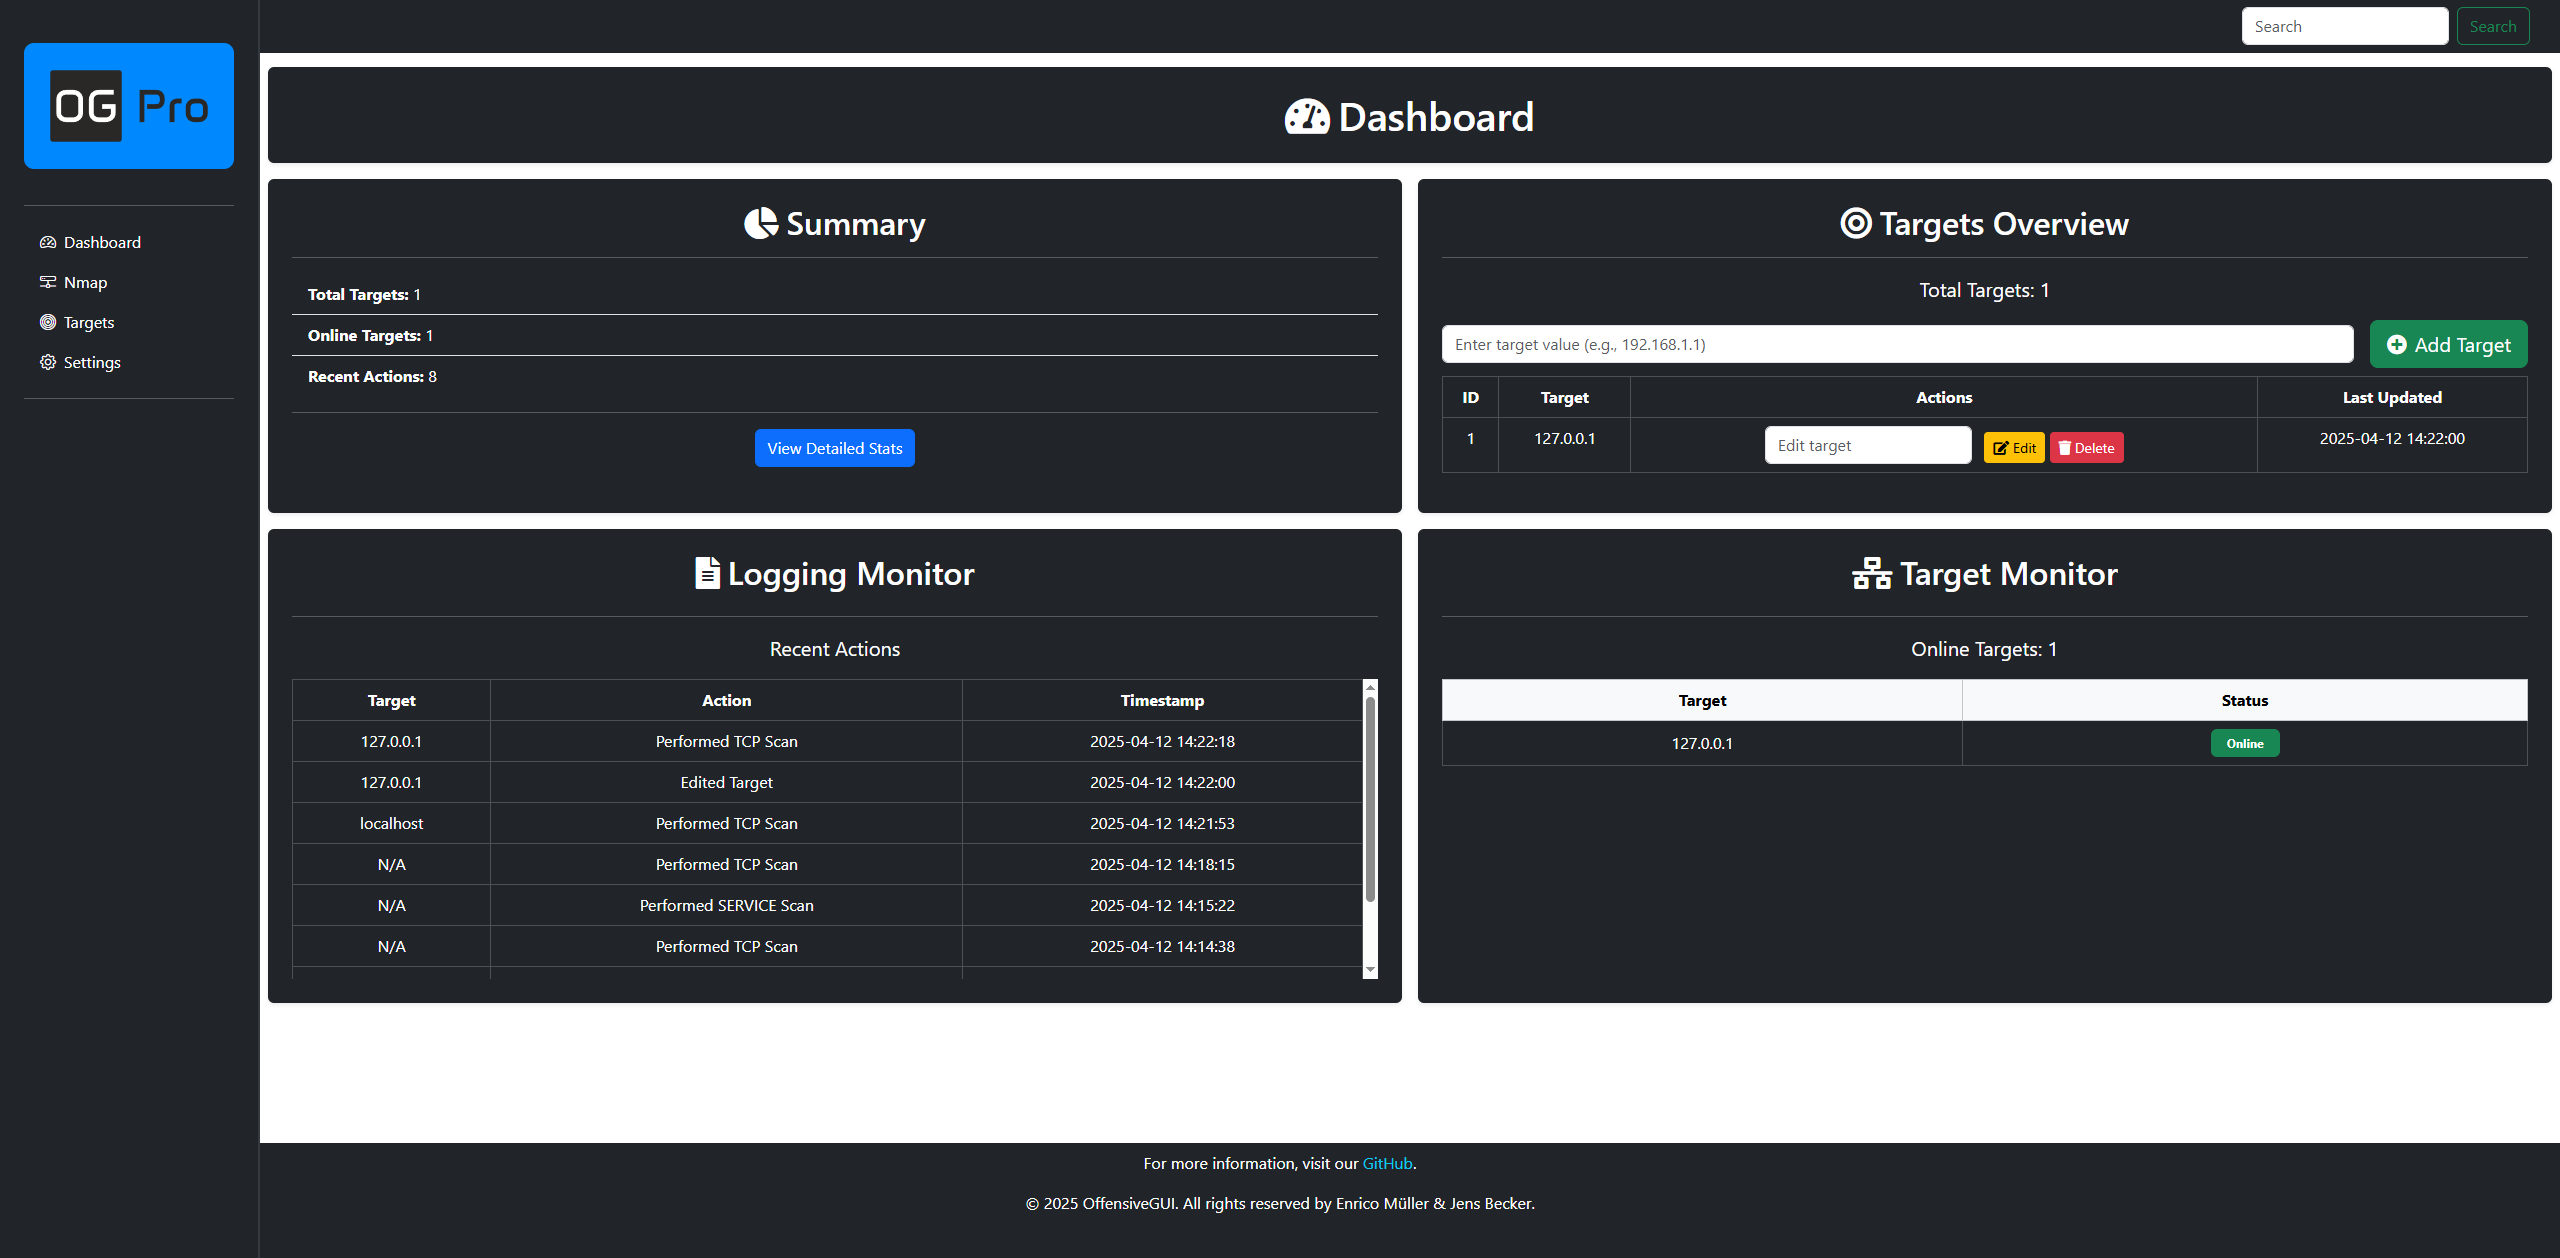 Search Search
OG Pro
Dashboard
Nmap
Targets
Settings
Dashboard
Summary
Total Targets: 1
Online Targets: 1
Recent Actions: 8
View Detailed Stats
Targets Overview
Total Targets: 1
Enter target value (e.g., 192.168.1.1) Add Target
ID Target Actions Last Updated
1 127.0.0.1 Edit target Edit Delete 2025-04-12 14:22:00
Logging Monitor
Recent Actions
Target Action Timestamp
127.0.0.1 Performed TCP Scan 2025-04-12 14:22:18
127.0.0.1 Edited Target 2025-04-12 14:22:00
localhost Performed TCP Scan 2025-04-12 14:21:53
N/A Performed TCP Scan 2025-04-12 14:18:15
N/A Performed SERVICE Scan 2025-04-12 14:15:22
N/A Performed TCP Scan 2025-04-12 14:14:38
Target Monitor
Online Targets: 1
Target Status
127.0.0.1 Online
For more information, visit our GitHub.
© 2025 OffensiveGUI. All rights reserved by Enrico Müller & Jens Becker.